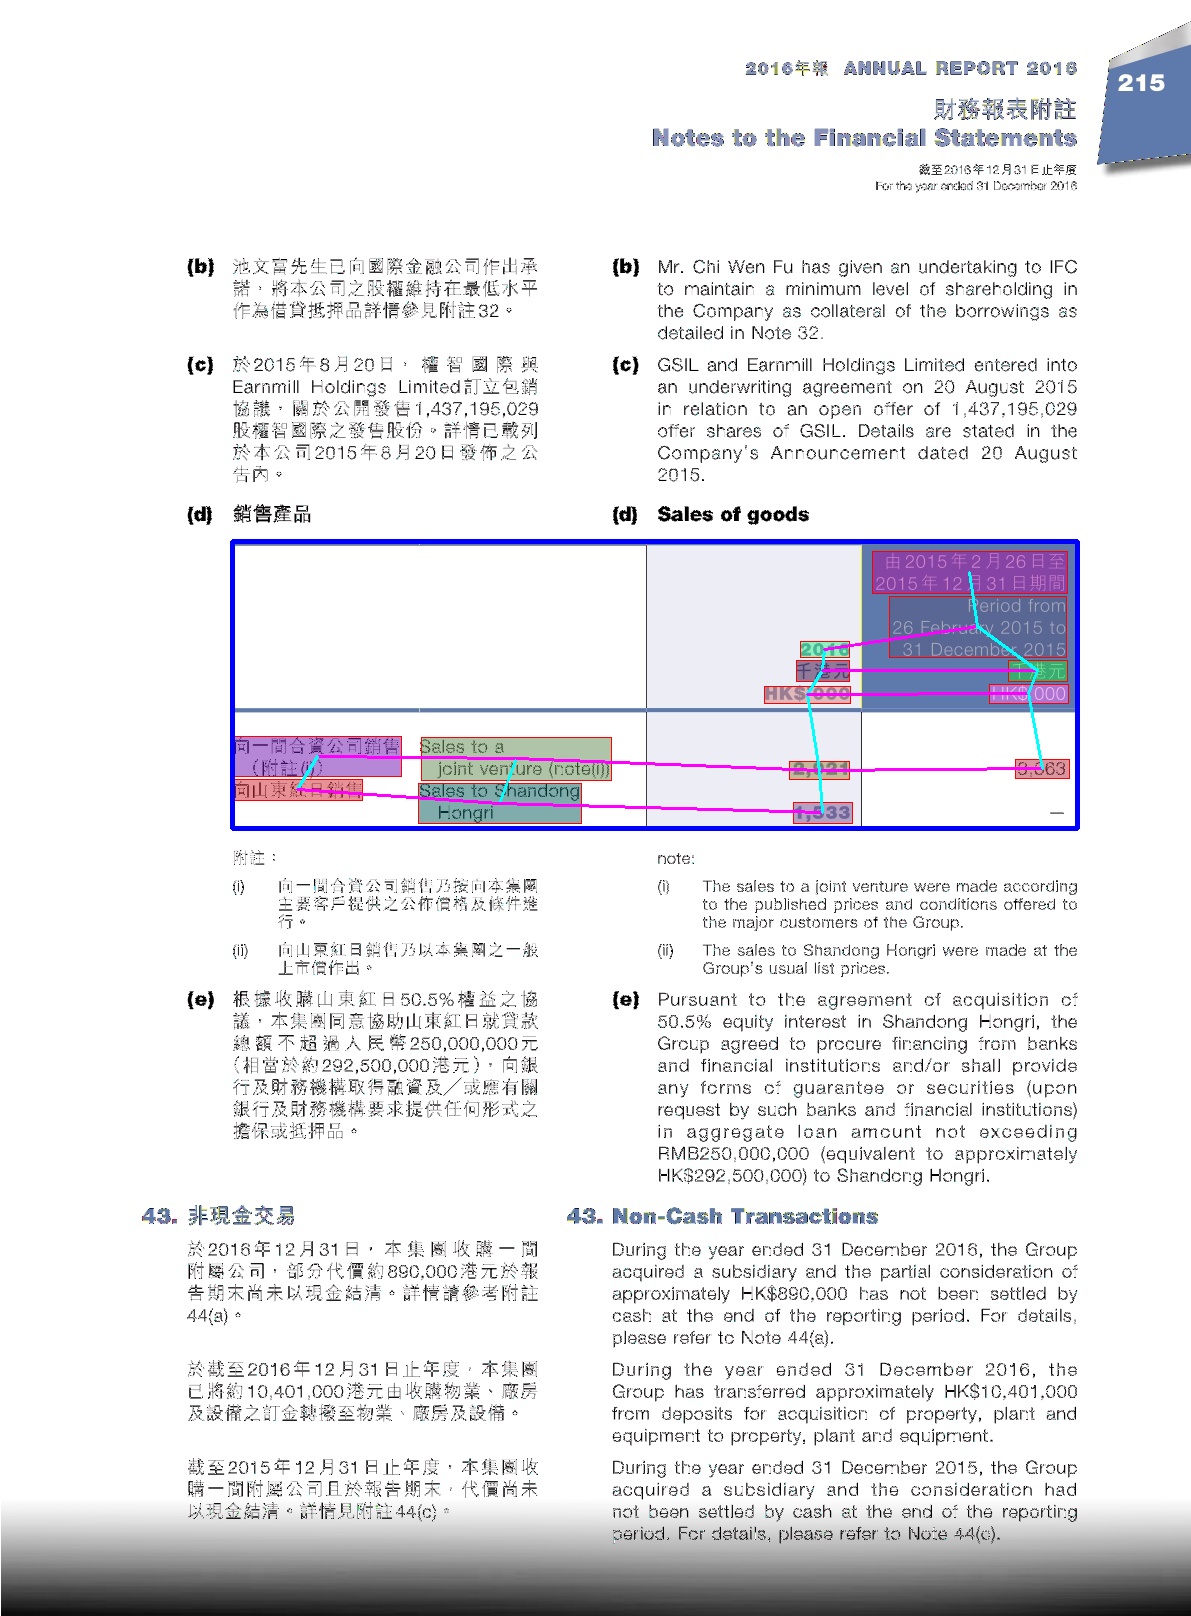 2016年報 ANNUAL REPORT 2016
215
財務報表附註
Notes to the Financial Statements
截至2016年12月31日止年度
For the year ended 31 December 2016
(b) 池文富先生已向國際金融公司作出承
諾，將本公司之股權維持在最低水平
作為借貸抵押品詳情參見附註32。
(b) Mr. Chi Wen Fu has given an undertaking to IFC
to maintain a minimum level of shareholding in
the Company as collateral of the borrowings as
detailed in Note 32.
(c) 於2015年8月20日，權智國際與
Earnmill Holdings Limited訂立包銷
協議，關於公開發售1,437,195,029
股權智國際之發售股份。詳情已載列
於本公司2015年8月20日發佈之公
告內。
(c) GSIL and Earnmill Holdings Limited entered into
an underwriting agreement on 20 August 2015
in relation to an open offer of 1,437,195,029
offer shares of GSIL. Details are stated in the
Company's Announcement dated 20 August
2015.
(d) 銷售產品
(d) Sales of goods
由2015年2月26日至
2015年12月31日期間
Period from
26 February 2015 to
2016 31 December 2015
千港元 千港元
HK$'000 HK$'000
向一間合資公司銷售 Sales to a
（附註(i)） joint venture (note(i)) 2,021 3,563
向山東紅日銷售 Sales to Shandong
Hongri 1,533 –
附註：
(i) 向一間合資公司銷售乃按向本集團
主要客戶提供之公佈價格及條件進
行。
(ii) 向山東紅日銷售乃以本集團之一般
上市價作出。
note:
(i) The sales to a joint venture were made according
to the published prices and conditions offered to
the major customers of the Group.
(ii) The sales to Shandong Hongri were made at the
Group's usual list prices.
(e) 根據收購山東紅日50.5%權益之協
議，本集團同意協助山東紅日就貸款
總額不超過人民幣250,000,000元
（相當於約292,500,000港元），向銀
行及財務機構取得融資及／或應有關
銀行及財務機構要求提供任何形式之
擔保或抵押品。
(e) Pursuant to the agreement of acquisition of
50.5% equity interest in Shandong Hongri, the
Group agreed to procure financing from banks
and financial institutions and/or shall provide
any forms of guarantee or securities (upon
request by such banks and financial institutions)
in aggregate loan amount not exceeding
RMB250,000,000 (equivalent to approximately
HK$292,500,000) to Shandong Hongri.
43. 非現金交易
於2016年12月31日，本集團收購一間
附屬公司，部分代價約890,000港元於報
告期末尚未以現金結清。詳情請參考附註
44(a)。
於截至2016年12月31日止年度，本集團
已將約10,401,000港元由收購物業、廠房
及設備之訂金轉撥至物業、廠房及設備。
截至2015年12月31日止年度，本集團收
購一間附屬公司且於報告期末，代價尚未
以現金結清。詳情見附註44(c)。
43. Non-Cash Transactions
During the year ended 31 December 2016, the Group
acquired a subsidiary and the partial consideration of
approximately HK$890,000 has not been settled by
cash at the end of the reporting period. For details,
please refer to Note 44(a).
During the year ended 31 December 2016, the
Group has transferred approximately HK$10,401,000
from deposits for acquisition of property, plant and
equipment to property, plant and equipment.
During the year ended 31 December 2015, the Group
acquired a subsidiary and the consideration had
not been settled by cash at the end of the reporting
period. For details, please refer to Note 44(c).